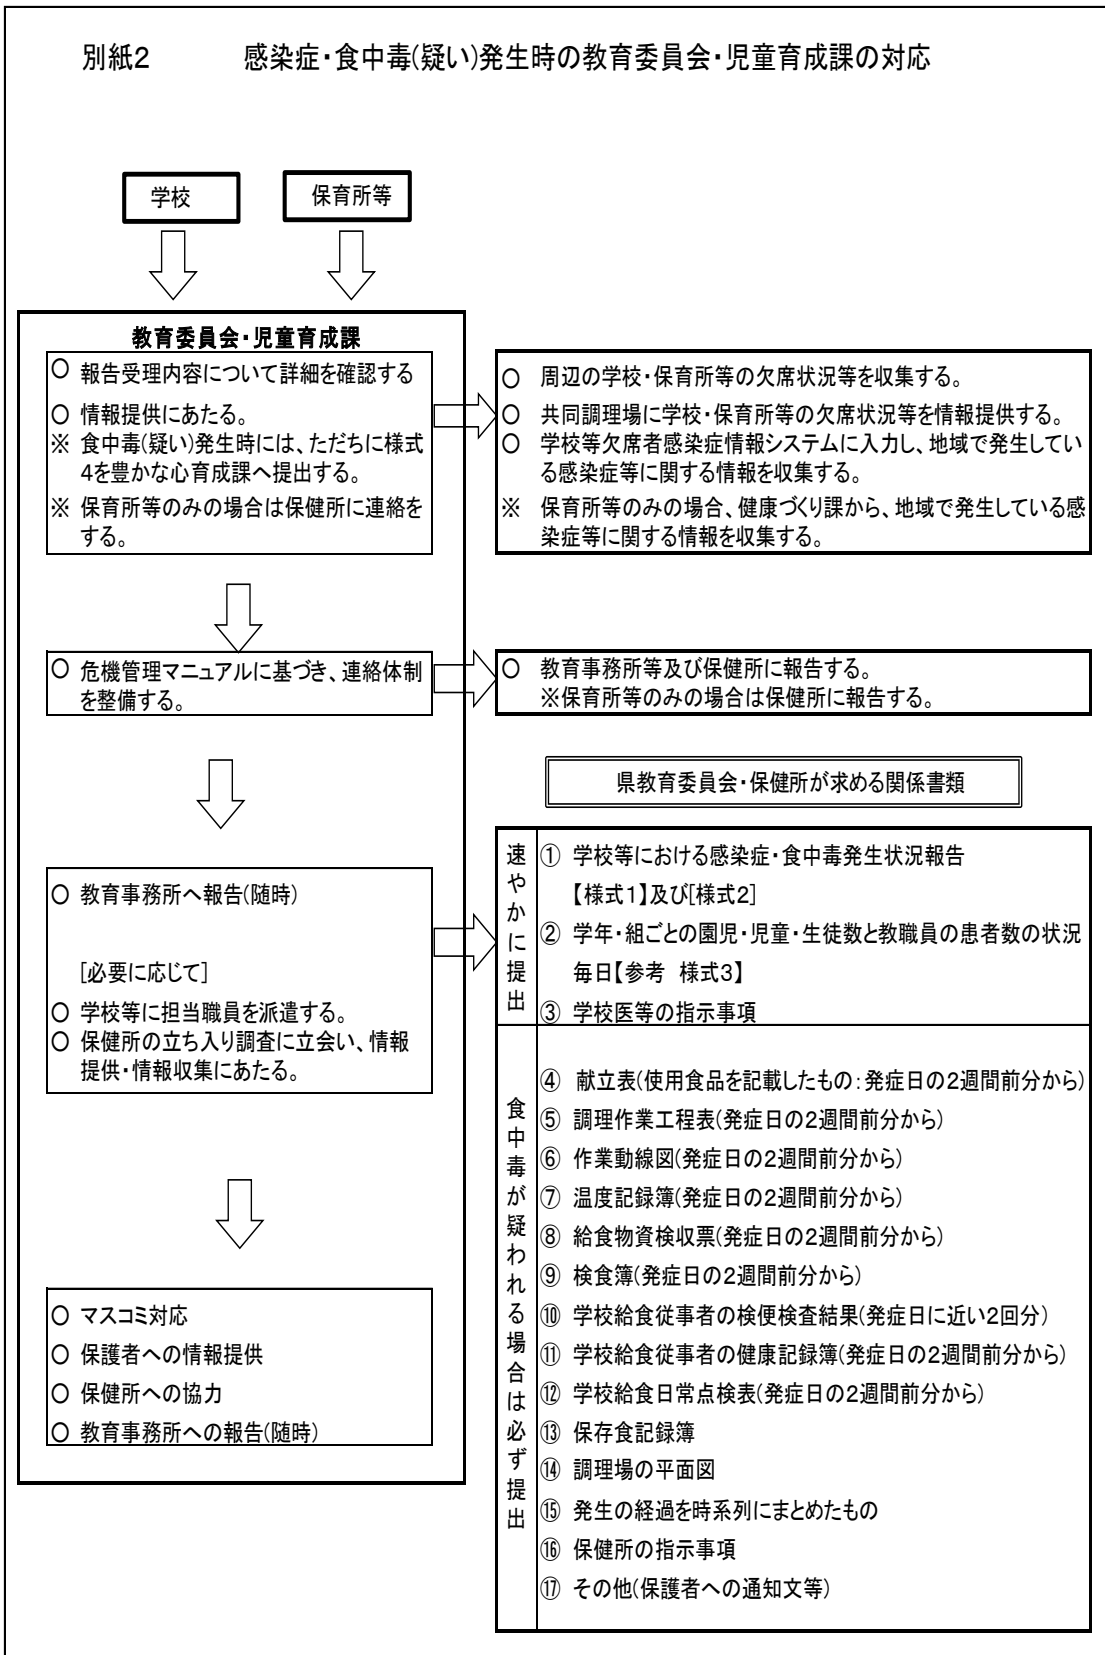 別紙2 感染症・食中毒(疑い)発生時の教育委員会・児童育成課の対応
学校
保育所等
教育委員会・児童育成課
○ 報告受理内容について詳細を確認する
○ 情報提供にあたる。
※ 食中毒(疑い)発生時には、ただちに様式
4を豊かな心育成課へ提出する。
※ 保育所等のみの場合は保健所に連絡を
する。
○ 周辺の学校・保育所等の欠席状況等を収集する。
○ 共同調理場に学校・保育所等の欠席状況等を情報提供する。
○ 学校等欠席者感染症情報システムに入力し、地域で発生してい
る感染症等に関する情報を収集する。
※ 保育所等のみの場合、健康づくり課から、地域で発生している感
染症等に関する情報を収集する。
○ 危機管理マニュアルに基づき、連絡体制
を整備する。
○ 教育事務所等及び保健所に報告する。
※保育所等のみの場合は保健所に報告する。
県教育委員会・保健所が求める関係書類
○ 教育事務所へ報告(随時)
[必要に応じて]
○ 学校等に担当職員を派遣する。
○ 保健所の立ち入り調査に立会い、情報
提供・情報収集にあたる。
速やかに提出
① 学校等における感染症・食中毒発生状況報告
【様式1】及び[様式2]
② 学年・組ごとの園児・児童・生徒数と教職員の患者数の状況
毎日【参考 様式3】
③ 学校医等の指示事項
食中毒が疑われる場合は必ず提出
④ 献立表(使用食品を記載したもの:発症日の2週間前分から)
⑤ 調理作業工程表(発症日の2週間前分から)
⑥ 作業動線図(発症日の2週間前分から)
⑦ 温度記録簿(発症日の2週間前分から)
⑧ 給食物資検収票(発症日の2週間前分から)
⑨ 検食簿(発症日の2週間前分から)
⑩ 学校給食従事者の検便検査結果(発症日に近い2回分)
⑪ 学校給食従事者の健康記録簿(発症日の2週間前分から)
⑫ 学校給食日常点検表(発症日の2週間前分から)
⑬ 保存食記録簿
⑭ 調理場の平面図
⑮ 発生の経過を時系列にまとめたもの
⑯ 保健所の指示事項
⑰ その他(保護者への通知文等)
○ マスコミ対応
○ 保護者への情報提供
○ 保健所への協力
○ 教育事務所への報告(随時)